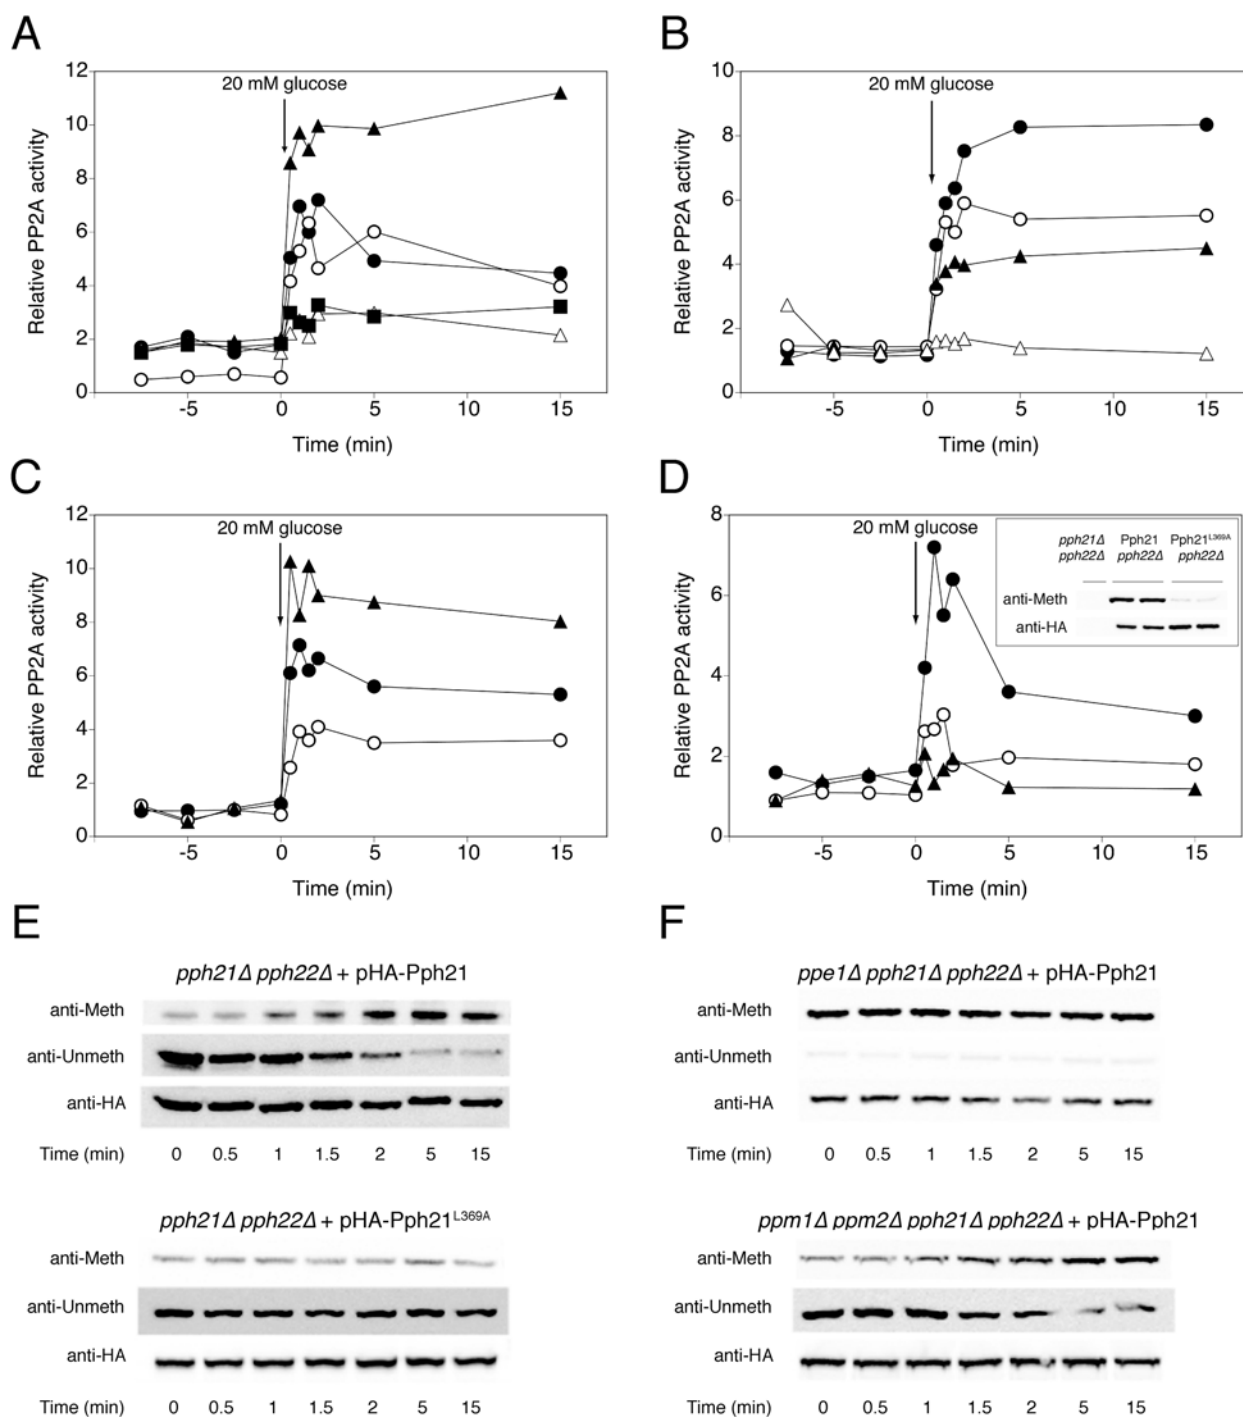 A
12
10
8
6
4
2
0
Relative PP2A activity
20 mM glucose
-5 0 5 10 15
Time (min)
B
10
8
6
4
2
0
Relative PP2A activity
20 mM glucose
-5 0 5 10 15
Time (min)
C
12
10
8
6
4
2
0
Relative PP2A activity
20 mM glucose
-5 0 5 10 15
Time (min)
D
8
6
4
2
0
Relative PP2A activity
20 mM glucose
pph21Δ Pph21 Pph21L369A
pph22Δ pph22Δ pph22Δ
anti-Meth
anti-HA
-5 0 5 10 15
Time (min)
E
pph21Δ pph22Δ + pHA-Pph21
anti-Meth
anti-Unmeth
anti-HA
Time (min) 0 0.5 1 1.5 2 5 15
pph21Δ pph22Δ + pHA-Pph21L369A
anti-Meth
anti-Unmeth
anti-HA
Time (min) 0 0.5 1 1.5 2 5 15
F
ppe1Δ pph21Δ pph22Δ + pHA-Pph21
anti-Meth
anti-Unmeth
anti-HA
Time (min) 0 0.5 1 1.5 2 5 15
ppm1Δ ppm2Δ pph21Δ pph22Δ + pHA-Pph21
anti-Meth
anti-Unmeth
anti-HA
Time (min) 0 0.5 1 1.5 2 5 15